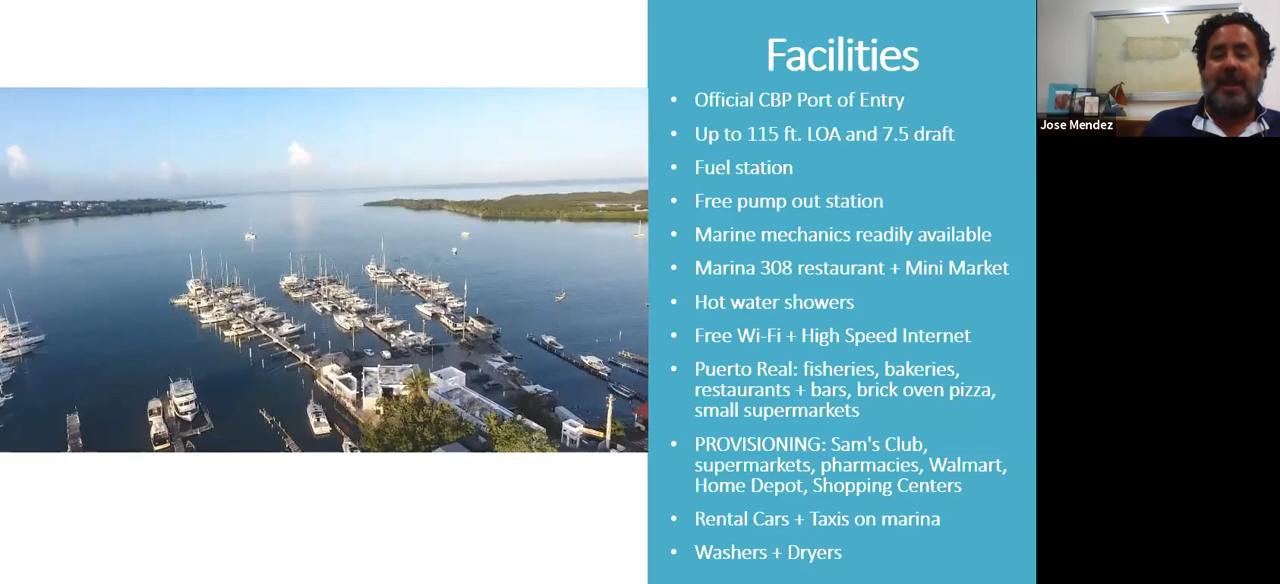 Facilities
• Official CBP Port of Entry
• Up to 115 ft. LOA and 7.5 draft
• Fuel station
• Free pump out station
• Marine mechanics readily available
• Marina 308 restaurant + Mini Market
• Hot water showers
• Free Wi-Fi + High Speed Internet
• Puerto Real: fisheries, bakeries,
restaurants + bars, brick oven pizza,
small supermarkets
• PROVISIONING: Sam's Club,
supermarkets, pharmacies, Walmart,
Home Depot, Shopping Centers
• Rental Cars + Taxis on marina
• Washers + Dryers
Jose Mendez